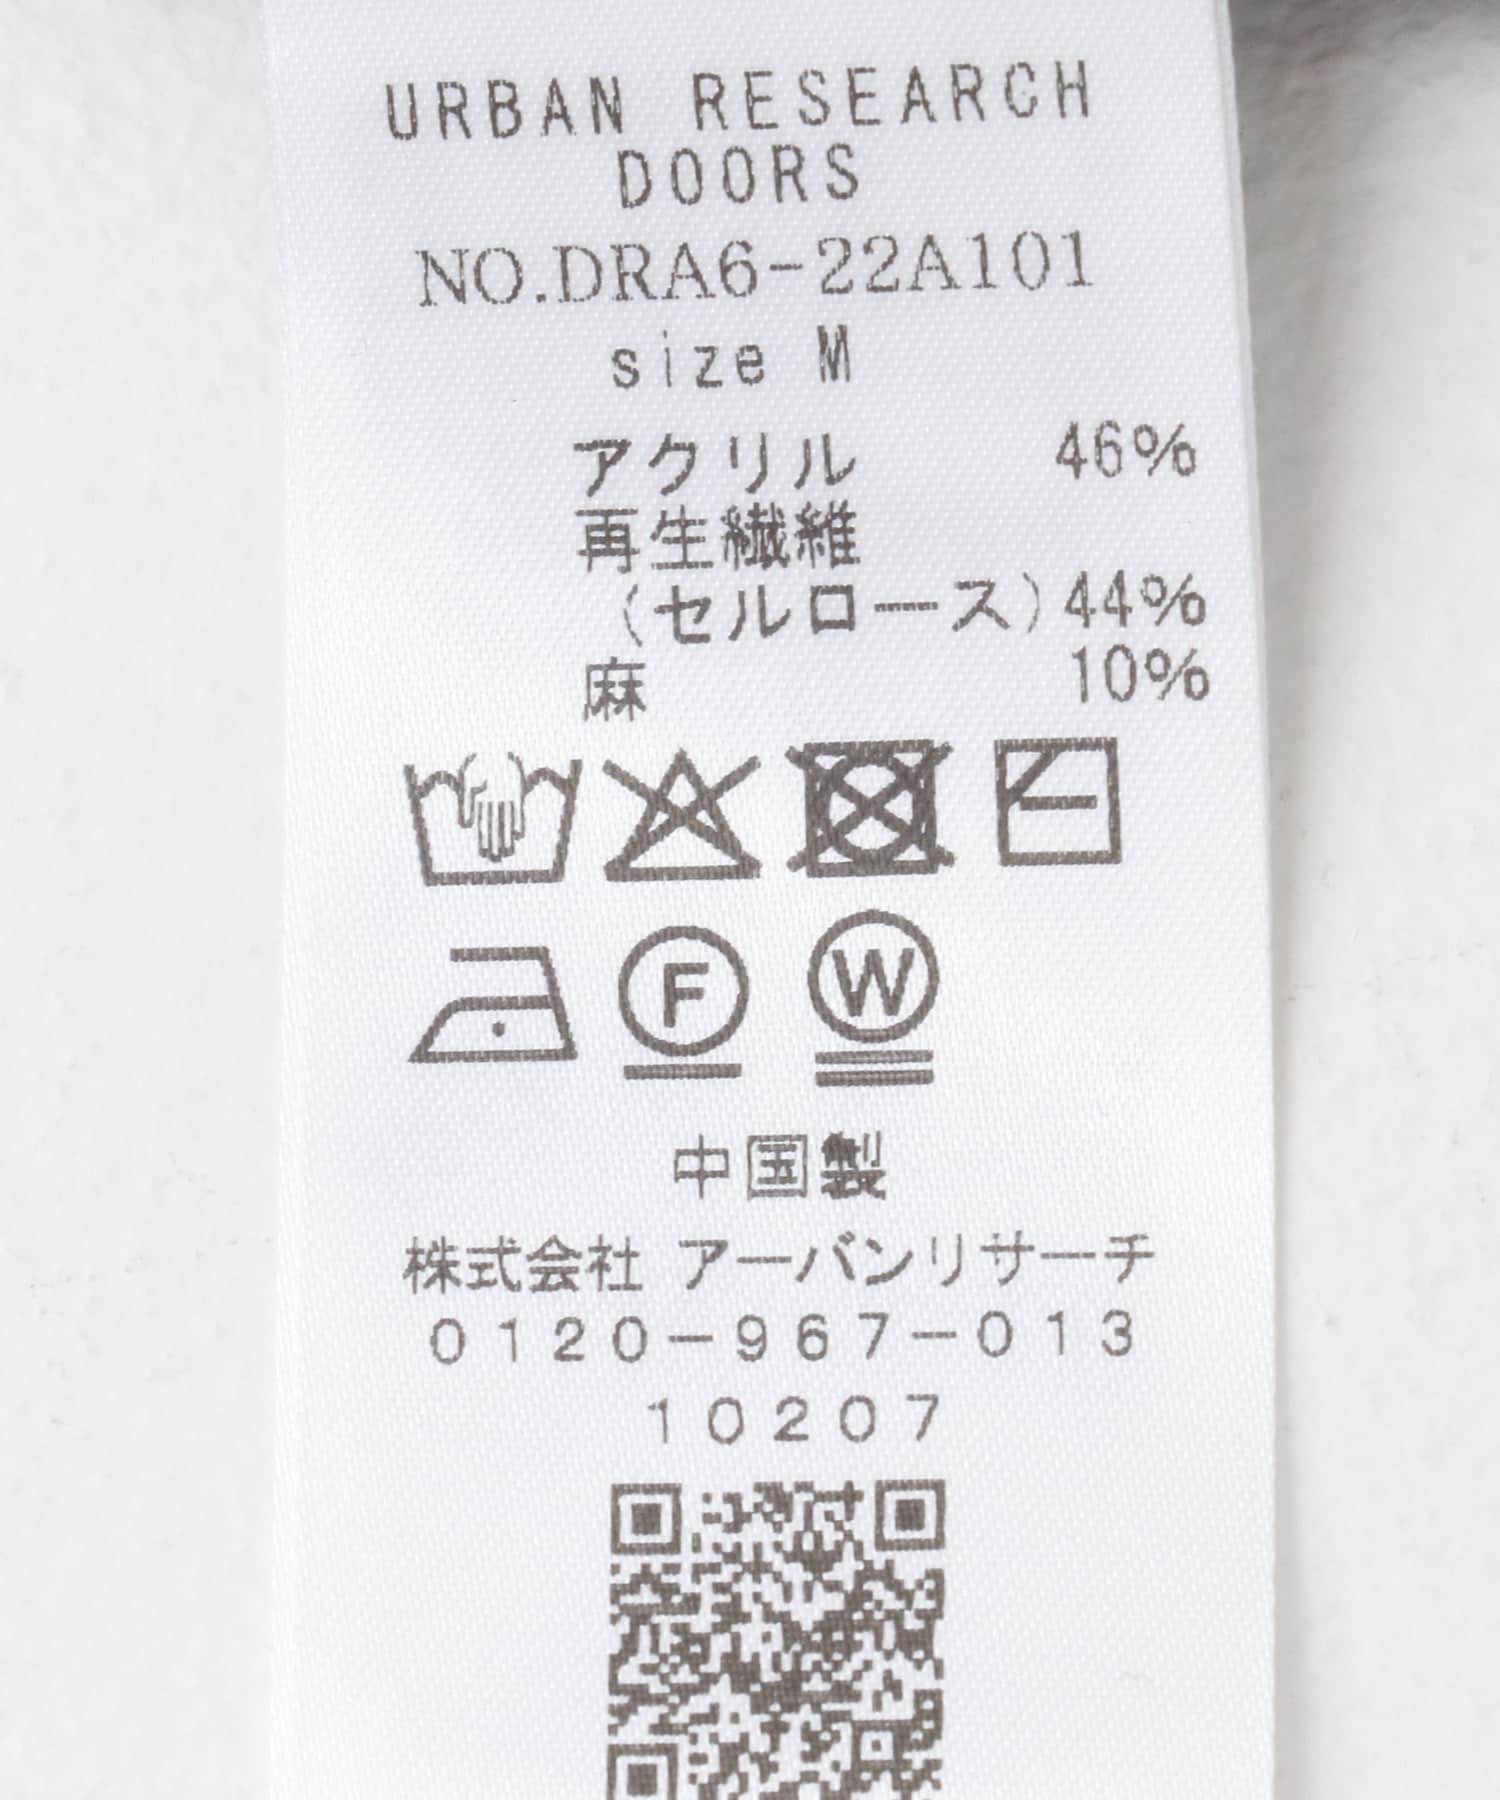 URBAN RESEARCH
DOORS
NO.DRA6-22A101
size M
アクリル 46%
再生繊維
(セルロース)44%
麻 10%
F W
中国製
株式会社 アーバンリサーチ
0120-967-013
10207